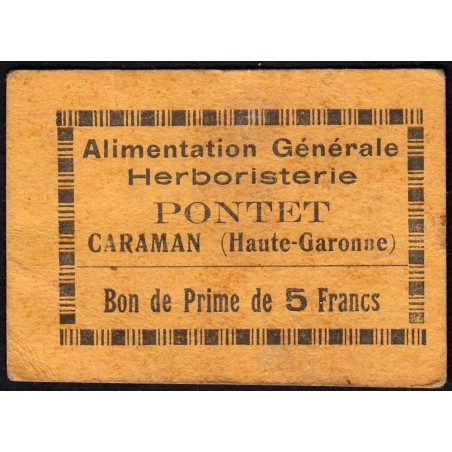 Alimentation Générale
Herboristerie
PONTET
CARAMAN (Haute-Garonne)
Bon de Prime de 5 Francs